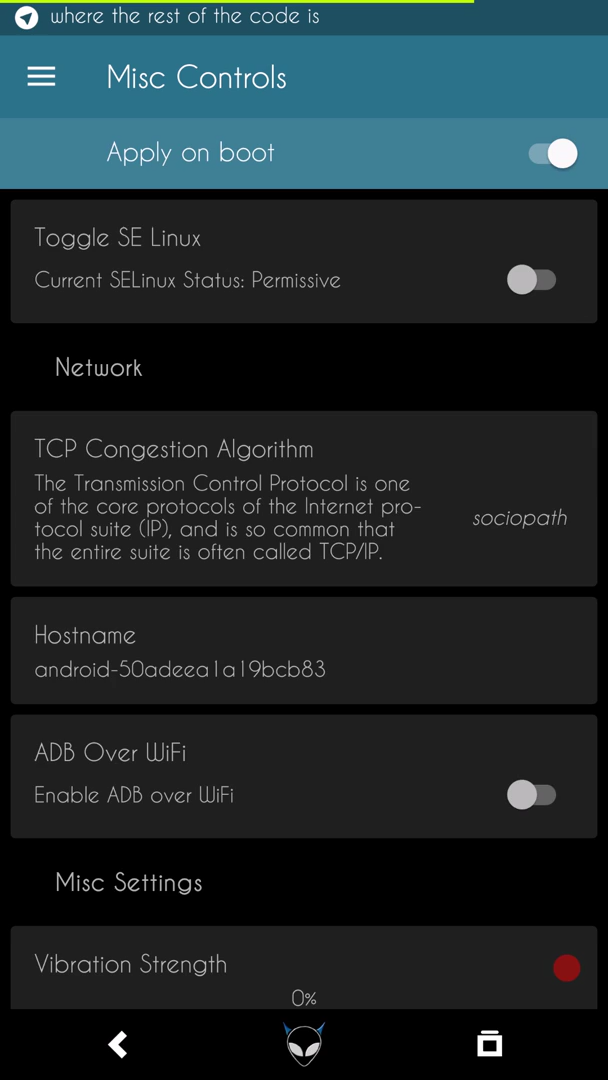 where the rest of the code is
Misc Controls
Apply on boot
Toggle SE Linux
Current SELinux Status: Permissive
Network
TCP Congestion Algorithm
The Transmission Control Protocol is one
of the core protocols of the Internet pro-
tocol suite (IP), and is so common that
the entire suite is often called TCP/IP.
sociopath
Hostname
android-50adeea1a19bcb83
ADB Over WiFi
Enable ADB over WiFi
Misc Settings
Vibration Strength
0%